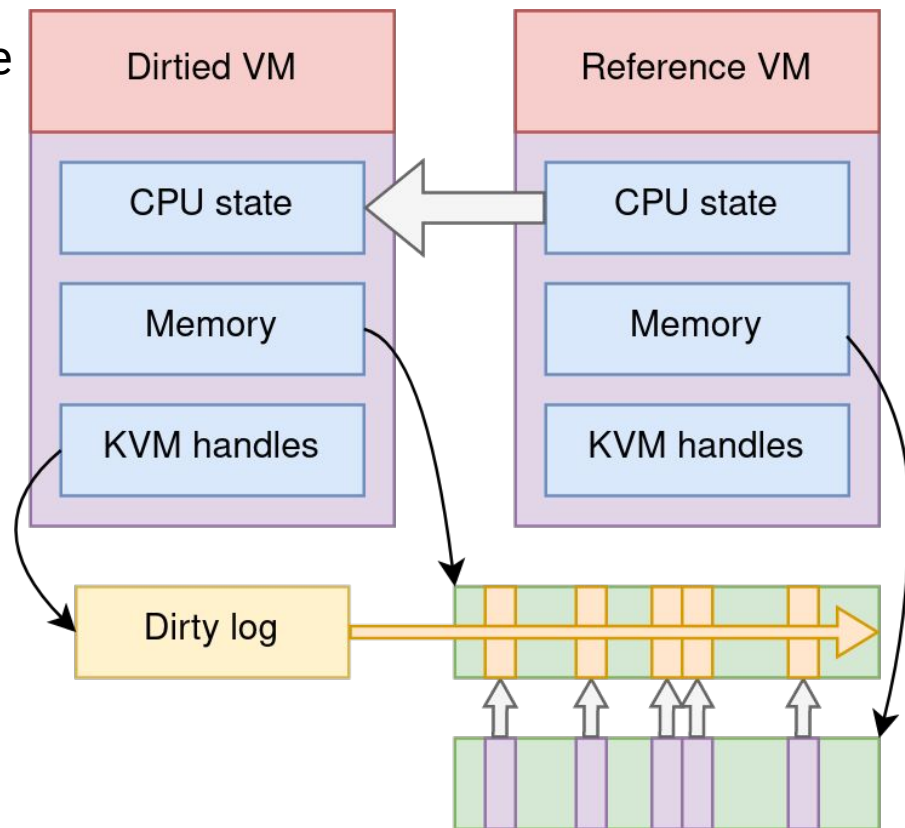 e
Dirtied VM
Reference VM
CPU state
CPU state
Memory
Memory
KVM handles
KVM handles
Dirty log